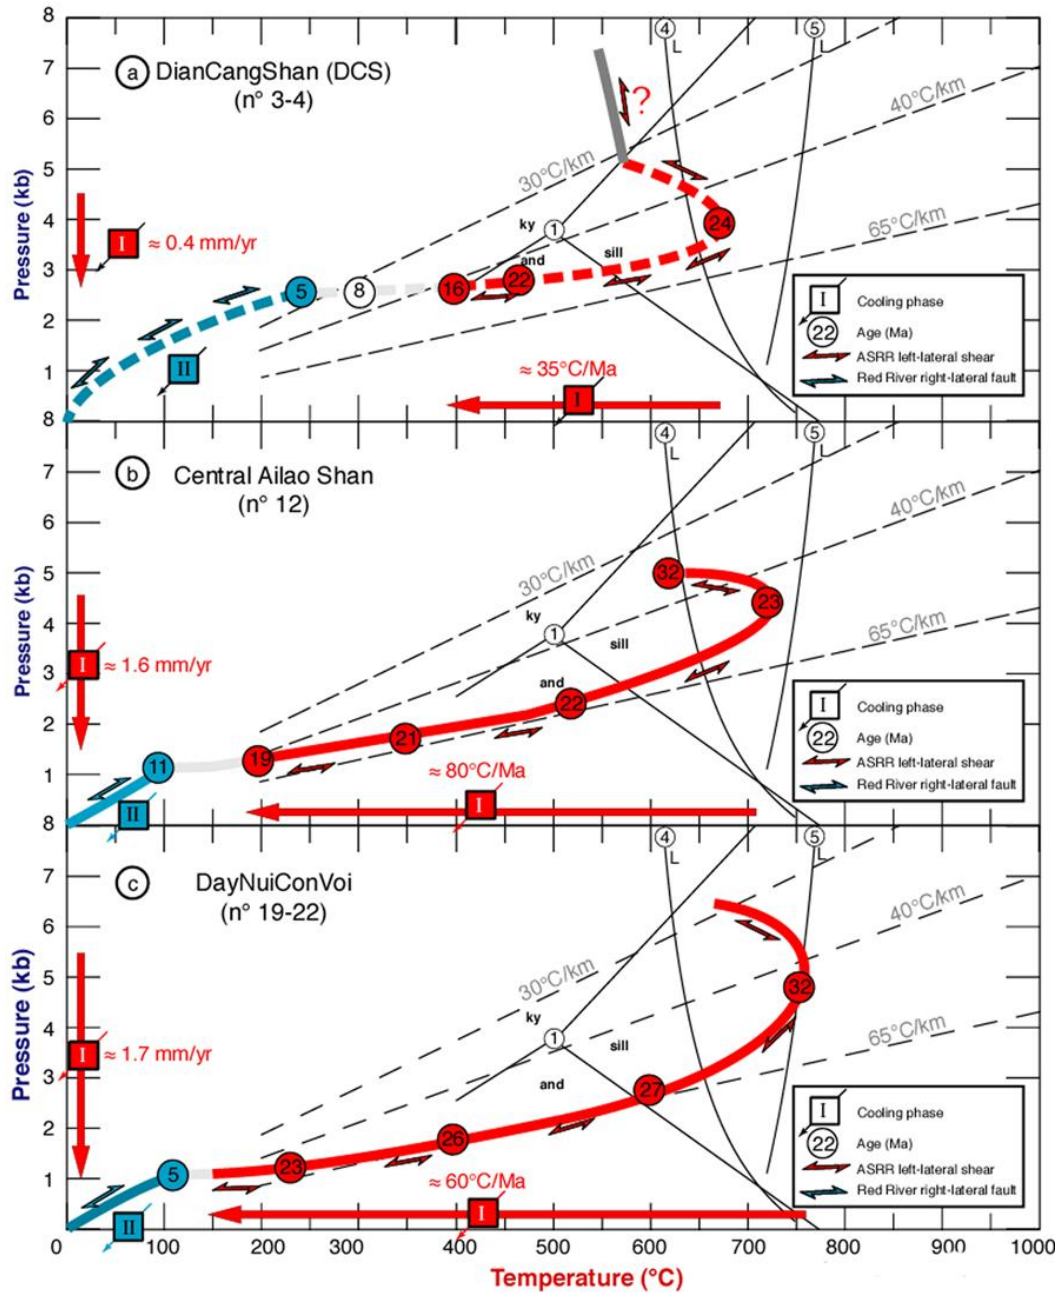 8
7
6
5
4
3
2
1
8
Pressure (kb)
a DianCangShan (DCS)
(n° 3-4)
4
L
5
L
?
30°C/km
40°C/km
65°C/km
ky
1
sill
and
24
22
16
8
5
I ≈ 0.4 mm/yr
II
≈ 35°C/Ma
I
I Cooling phase
22 Age (Ma)
ASRR left-lateral shear
Red River right-lateral fault
7
6
5
4
3
2
1
8
Pressure (kb)
b Central Ailao Shan
(n° 12)
4
L
5
L
30°C/km
40°C/km
65°C/km
ky
1
sill
and
32
23
22
21
19
11
I ≈ 1.6 mm/yr
II
≈ 80°C/Ma
I
I Cooling phase
22 Age (Ma)
ASRR left-lateral shear
Red River right-lateral fault
7
6
5
4
3
2
1
Pressure (kb)
c DayNuiConVoi
(n° 19-22)
4
L
5
L
30°C/km
40°C/km
65°C/km
ky
1
sill
and
32
27
26
23
5
I ≈ 1.7 mm/yr
II
≈ 60°C/Ma
I
I Cooling phase
22 Age (Ma)
ASRR left-lateral shear
Red River right-lateral fault
0 100 200 300 400 500 600 700 800 900 1000
Temperature (°C)